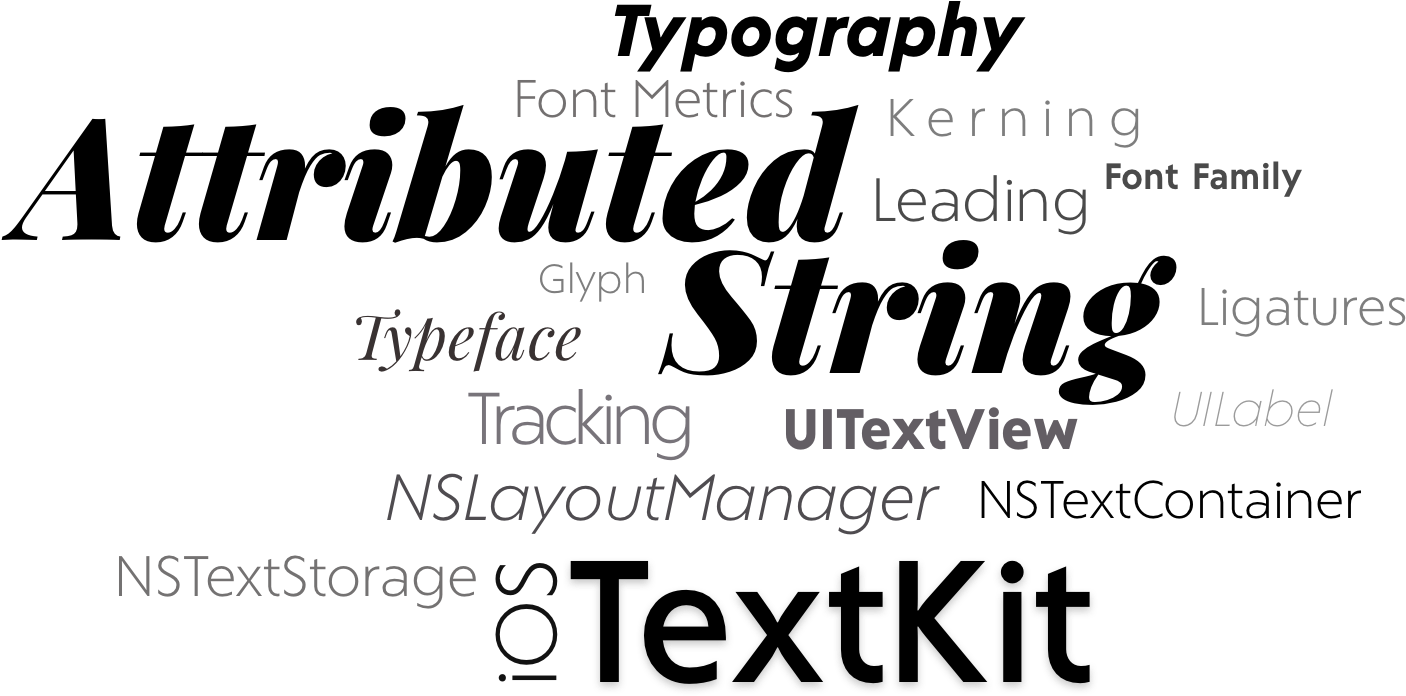 Typography
Font Metrics
Kerning
Attributed
Leading
Font Family
Glyph
String
Ligatures
Typeface
Tracking
UITextView
UILabel
NSLayoutManager
NSTextContainer
NSTextStorage
iOS
TextKit